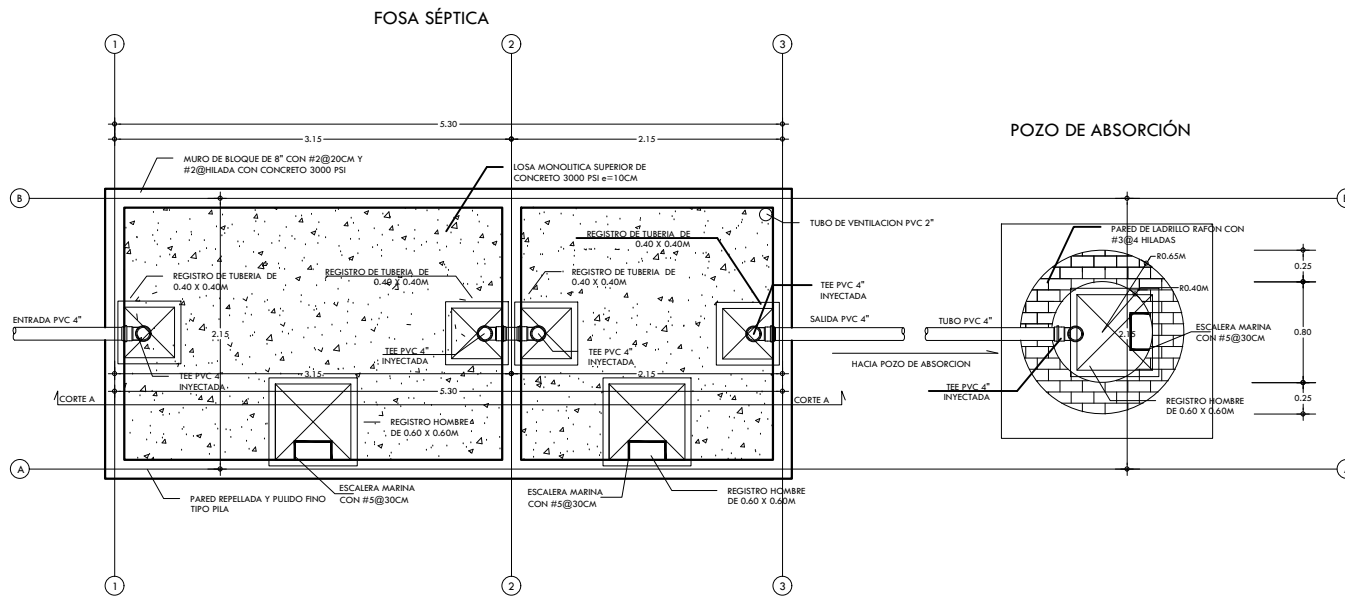 FOSA SÉPTICA
1
2
3
5.30
3.15
2.15
POZO DE ABSORCIÓN
MURO DE BLOQUE DE 8" CON #2@20CM Y
#2@HILADA CON CONCRETO 3000 PSI
LOSA MONOLITICA SUPERIOR DE
CONCRETO 3000 PSI e=10CM
B
TUBO DE VENTILACION PVC 2"
REGISTRO DE TUBERIA DE
0.40 X 0.40M
PARED DE LADRILLO RAFON CON
#3@4 HILADAS
R0.65M
0.25
REGISTRO DE TUBERIA DE
0.40 X 0.40M
REGISTRO DE TUBERIA DE
0.40 X 0.40M
REGISTRO DE TUBERIA DE
0.40 X 0.40M
TEE PVC 4"
INYECTADA
R0.40M
ENTRADA PVC 4"
2.15
SALIDA PVC 4"
TUBO PVC 4"
2.15
ESCALERA MARINA
CON #5@30CM
0.80
TEE PVC 4"
INYECTADA
TEE PVC 4"
INYECTADA
TEE PVC 4"
INYECTADA
HACIA POZO DE ABSORCION
3.15
2.15
5.30
TEE PVC 4"
INYECTADA
CORTE A
CORTE A
REGISTRO HOMBRE
DE 0.60 X 0.60M
0.25
REGISTRO HOMBRE
DE 0.60 X 0.60M
A
PARED REPELLADA Y PULIDO FINO
TIPO PILA
ESCALERA MARINA
CON #5@30CM
ESCALERA MARINA
CON #5@30CM
REGISTRO HOMBRE
DE 0.60 X 0.60M
1
2
3